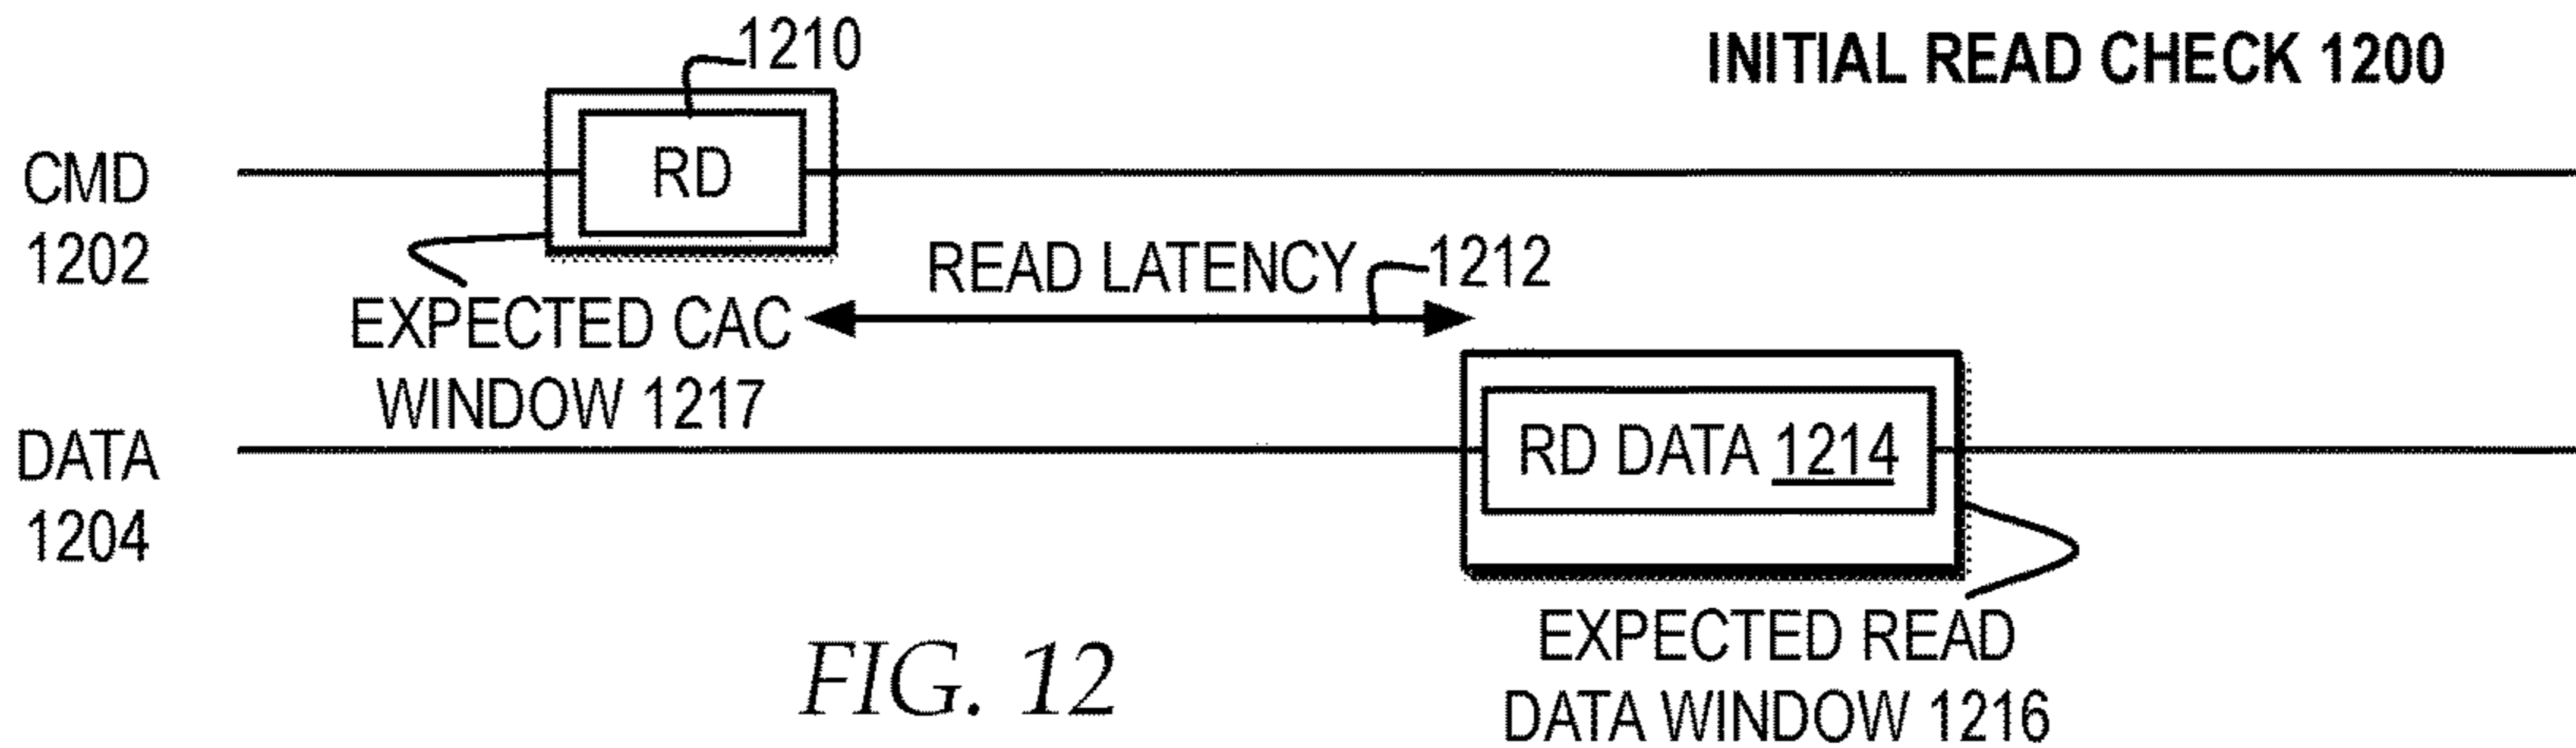 1210
INITIAL READ CHECK 1200
RD
CMD
1202
READ LATENCY
1212
EXPECTED CAC
WINDOW 1217
DATA
1204
RD DATA 1214
EXPECTED READ
DATA WINDOW 1216
FIG. 12